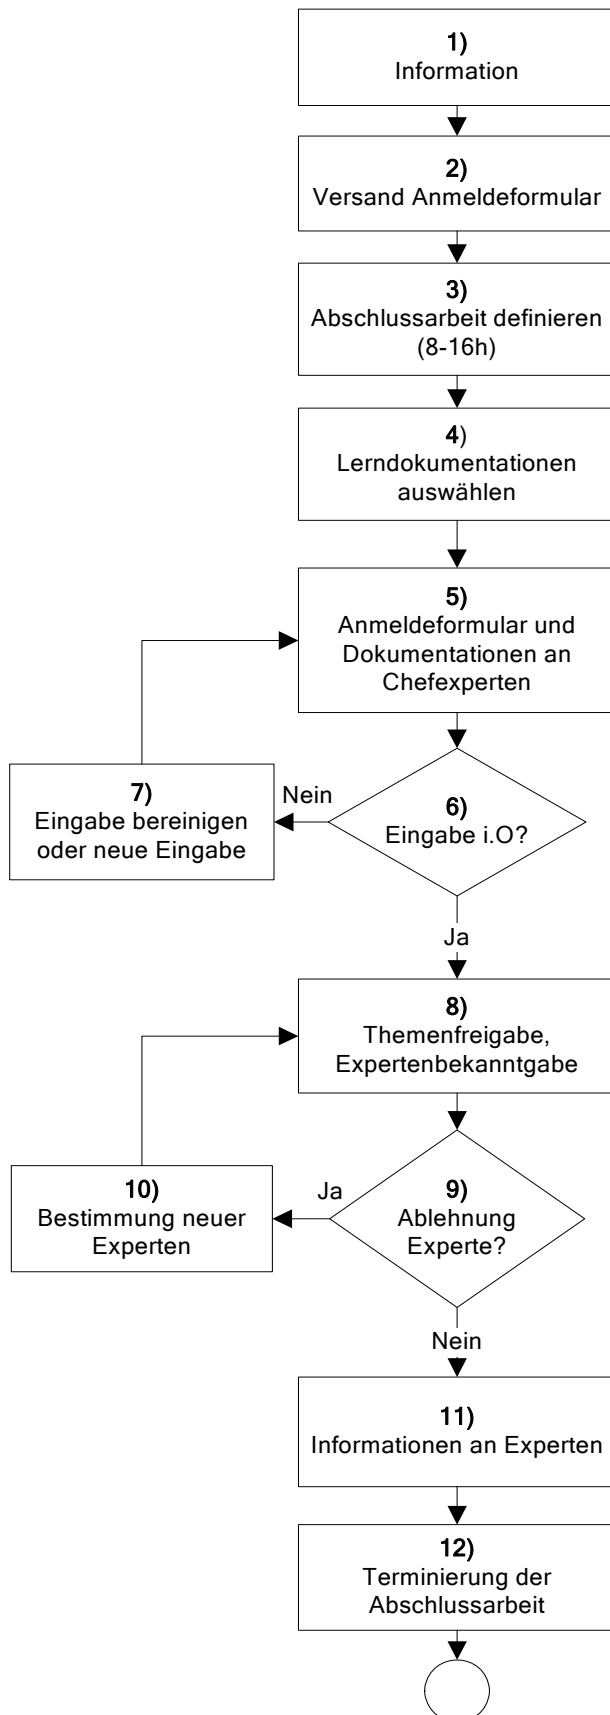 1)
Information
2)
Versand Anmeldeformular
3)
Abschlussarbeit definieren
(8-16h)
4)
Lerndokumentationen
auswählen
5)
Anmeldeformular und
Dokumentationen an
Chefexperten
7)
Eingabe bereinigen
oder neue Eingabe
Nein
6)
Eingabe i.O?
Ja
8)
Themenfreigabe,
Expertenbekanntgabe
10)
Bestimmung neuer
Experten
Ja
9)
Ablehnung
Experte?
Nein
11)
Informationen an Experten
12)
Terminierung der
Abschlussarbeit